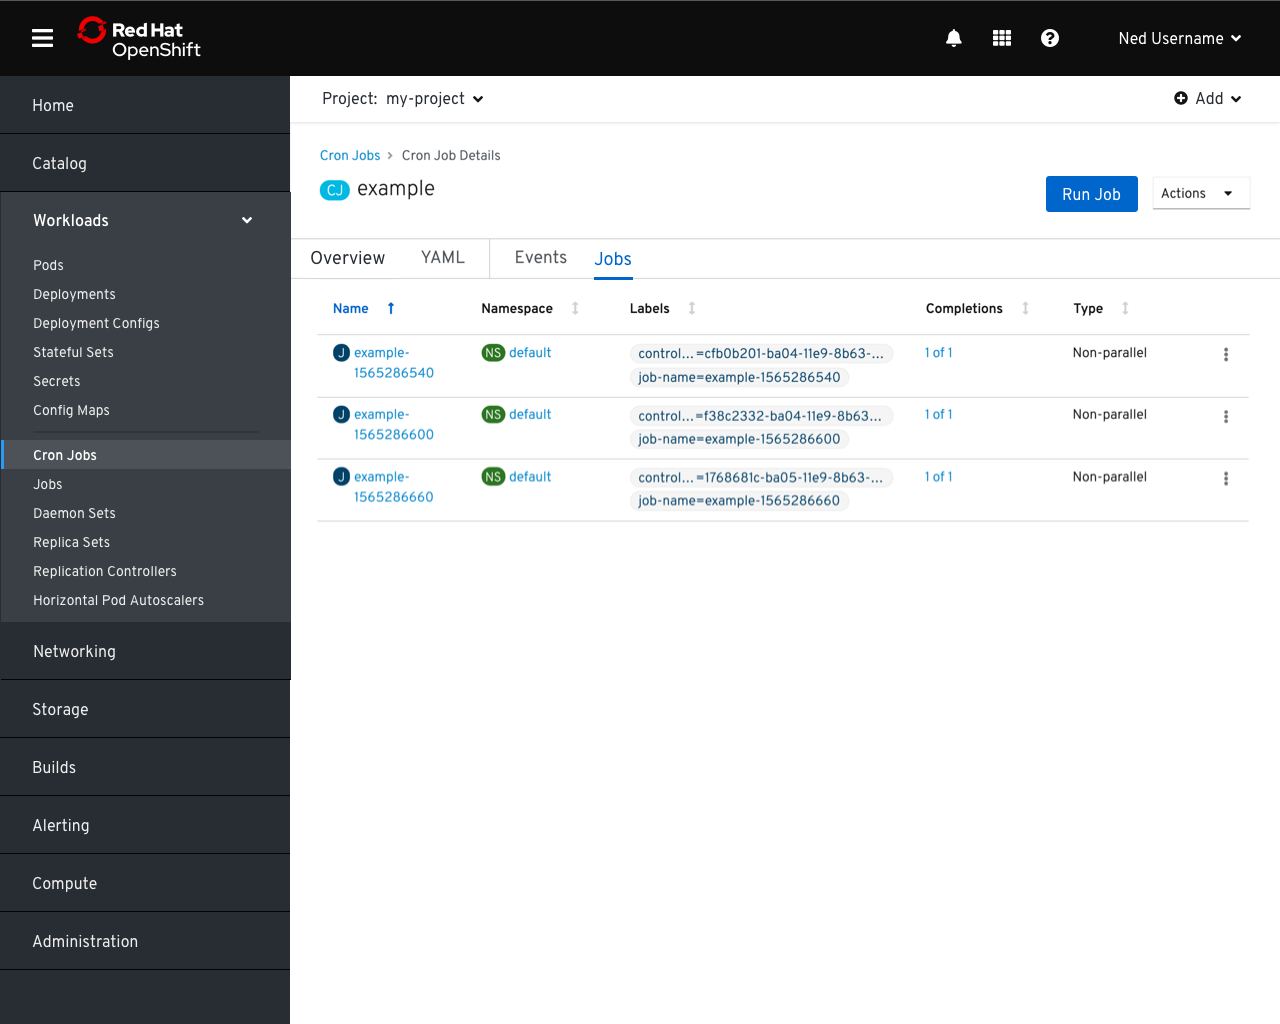 Red Hat
OpenShift
Ned Username
Home
Catalog
Workloads
Pods
Deployments
Deployment Configs
Stateful Sets
Secrets
Config Maps
Cron Jobs
Jobs
Daemon Sets
Replica Sets
Replication Controllers
Horizontal Pod Autoscalers
Networking
Storage
Builds
Alerting
Compute
Administration
Project: my-project
Add
Cron Jobs > Cron Job Details
CJ example
Run Job
Actions
Overview YAML Events Jobs
Name Namespace Labels Completions Type
J example-
1565286540
NS default
control...=cfb0b201-ba04-11e9-8b63-...
job-name=example-1565286540
1 of 1
Non-parallel
J example-
1565286600
NS default
control...=f38c2332-ba04-11e9-8b63...
job-name=example-1565286600
1 of 1
Non-parallel
J example-
1565286660
NS default
control...=1768681c-ba05-11e9-8b63-...
job-name=example-1565286660
1 of 1
Non-parallel